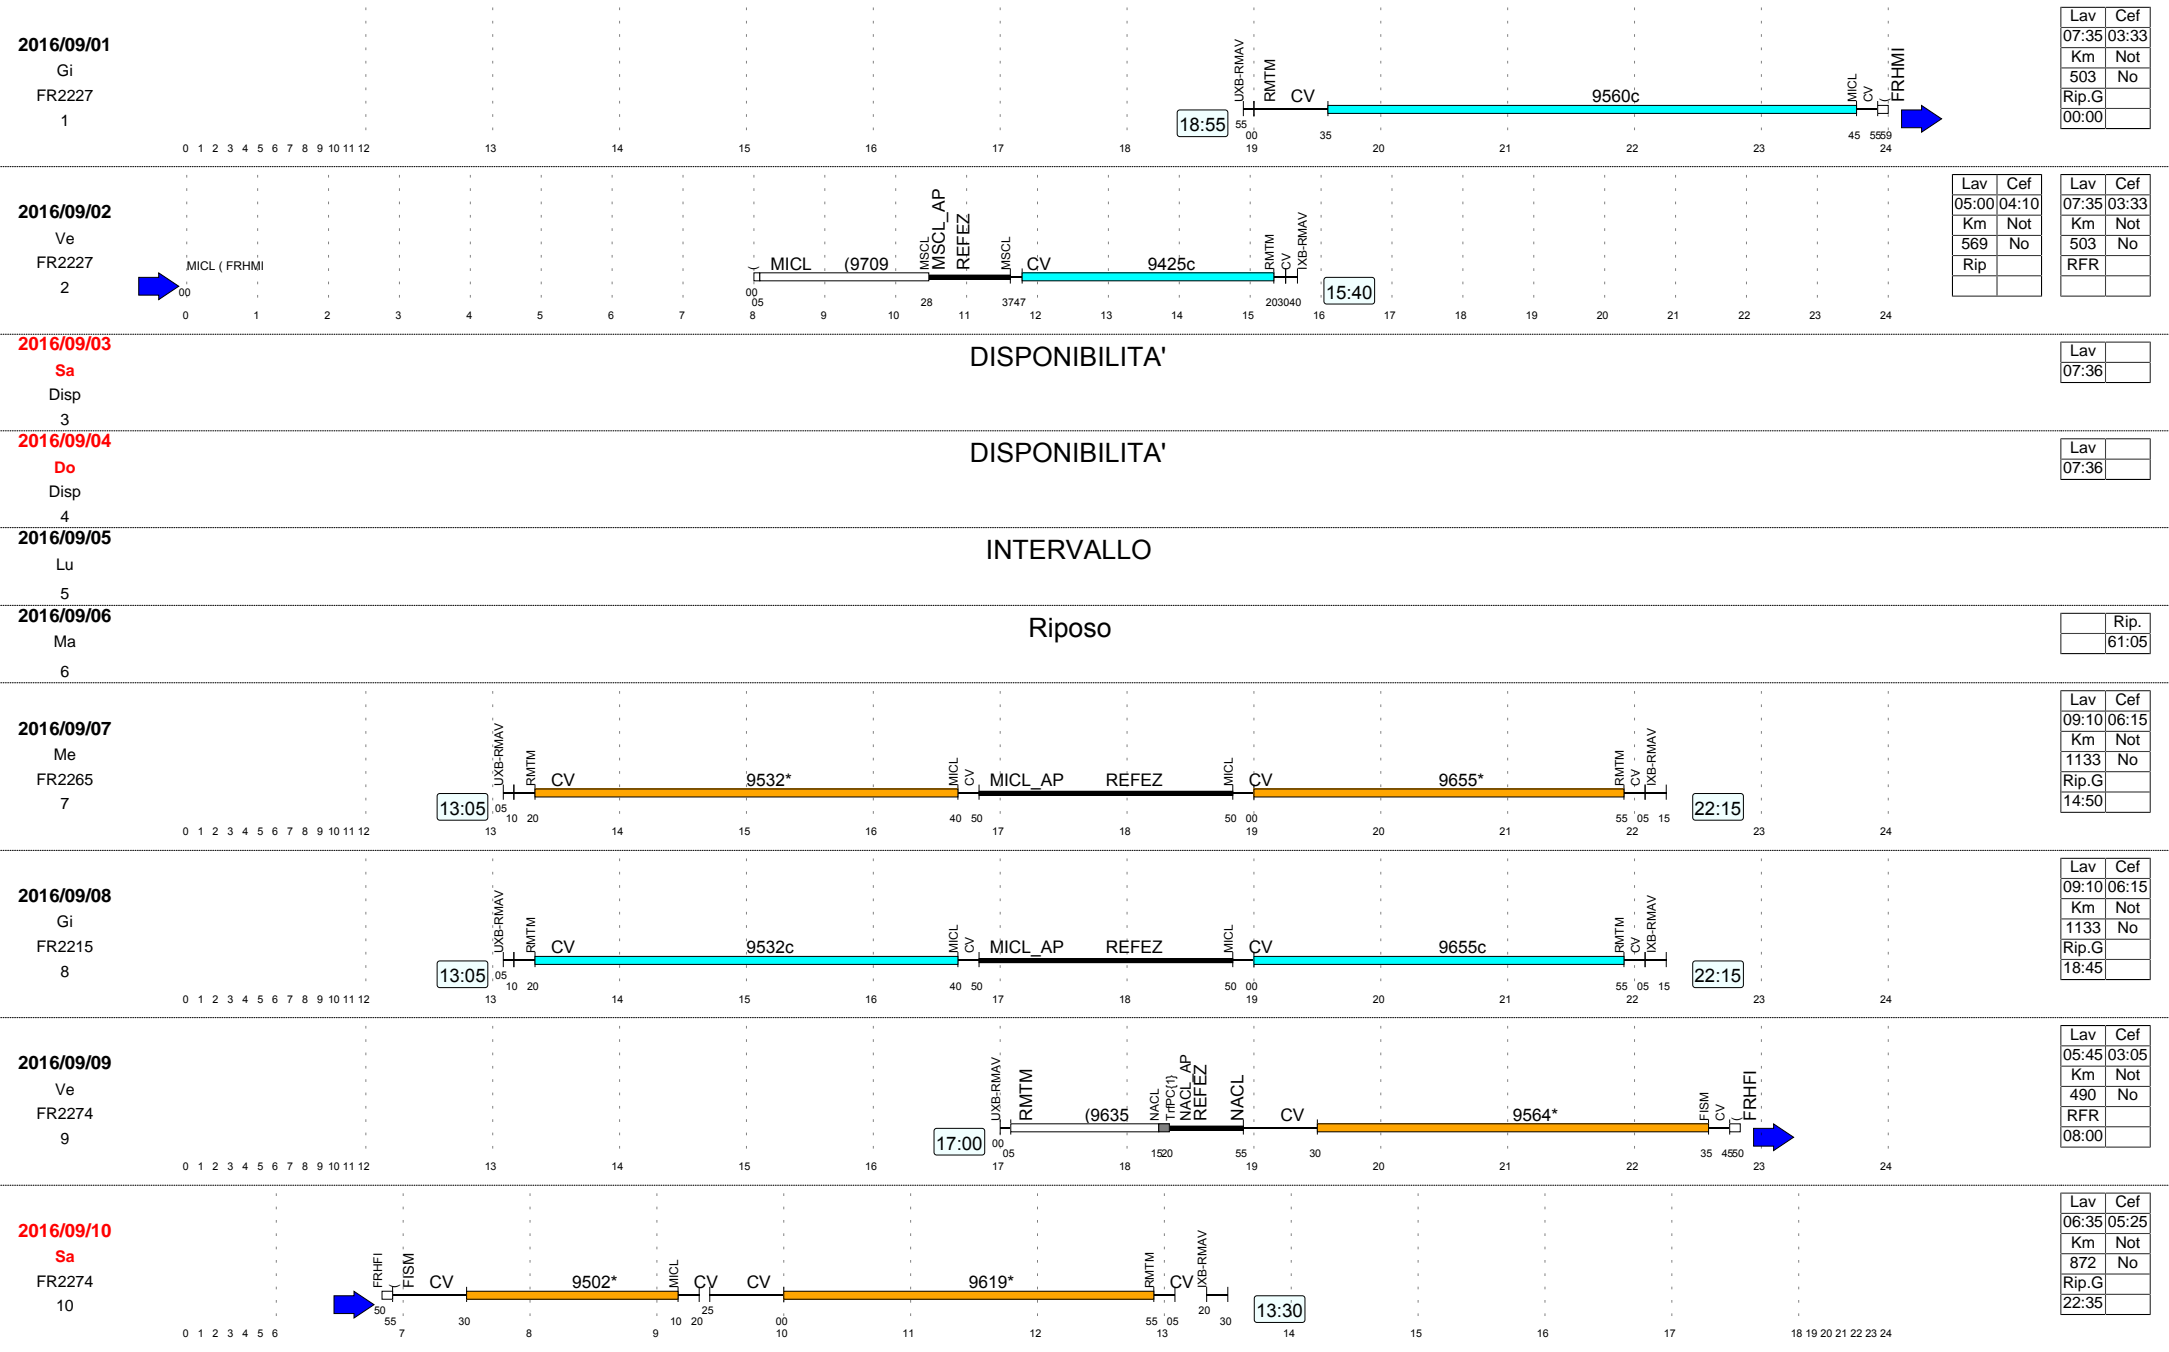 2016/09/01
Gi
FR2227
1
18:55
UXB-RMAV
RMTM
CV
9560c
MICL
CV
(
FRHMI
55 00 35 45 55 59
0 1 2 3 4 5 6 7 8 9 10 11 12 13 14 15 16 17 18 19 20 21 22 23 24
Lav Cef
07:35 03:33
Km Not
503 No
Rip.G
00:00
2016/09/02
Ve
FR2227
2
MICL ( FRHMI
00
(
MICL (9709
MSCL
MSCL_AP
REFEZ
MSCL
CV
9425c
RMTM
CV
IXB-RMAV
15:40
00 05 28 37 47 20 30 40
0 1 2 3 4 5 6 7 8 9 10 11 12 13 14 15 16 17 18 19 20 21 22 23 24
Lav Cef
05:00 04:10
Km Not
569 No
Rip
Lav Cef
07:35 03:33
Km Not
503 No
RFR
2016/09/03
Sa
Disp
3
DISPONIBILITA'
Lav
07:36
2016/09/04
Do
Disp
4
DISPONIBILITA'
Lav
07:36
2016/09/05
Lu
5
INTERVALLO
2016/09/06
Ma
6
Riposo
Rip.
61:05
2016/09/07
Me
FR2265
7
13:05
UXB-RMAV
RMTM
CV
9532*
MICL
CV
MICL_AP REFEZ
MICL
CV
9655*
RMTM
CV
IXB-RMAV
22:15
05 10 20 40 50 50 00 55 05 15
0 1 2 3 4 5 6 7 8 9 10 11 12 13 14 15 16 17 18 19 20 21 22 23 24
Lav Cef
09:10 06:15
Km Not
1133 No
Rip.G
14:50
2016/09/08
Gi
FR2215
8
13:05
UXB-RMAV
RMTM
CV
9532c
MICL
CV
MICL_AP REFEZ
MICL
CV
9655c
RMTM
CV
IXB-RMAV
22:15
05 10 20 40 50 50 00 55 05 15
0 1 2 3 4 5 6 7 8 9 10 11 12 13 14 15 16 17 18 19 20 21 22 23 24
Lav Cef
09:10 06:15
Km Not
1133 No
Rip.G
18:45
2016/09/09
Ve
FR2274
9
17:00
UXB-RMAV
RMTM
(9635
NACL
TrfPC{1}
NACL_AP
REFEZ
NACL
CV
9564*
FISM
CV
(
FRHFI
00 05 15 20 55 30 35 45 50
0 1 2 3 4 5 6 7 8 9 10 11 12 13 14 15 16 17 18 19 20 21 22 23 24
Lav Cef
05:45 03:05
Km Not
490 No
RFR
08:00
2016/09/10
Sa
FR2274
10
FRHFI
(
FISM
CV
9502*
MICL
CV
CV
9619*
RMTM
CV
IXB-RMAV
13:30
50 55 30 10 20 25 00 55 05 20 30
0 1 2 3 4 5 6 7 8 9 10 11 12 13 14 15 16 17 18 19 20 21 22 23 24
Lav Cef
06:35 05:25
Km Not
872 No
Rip.G
22:35